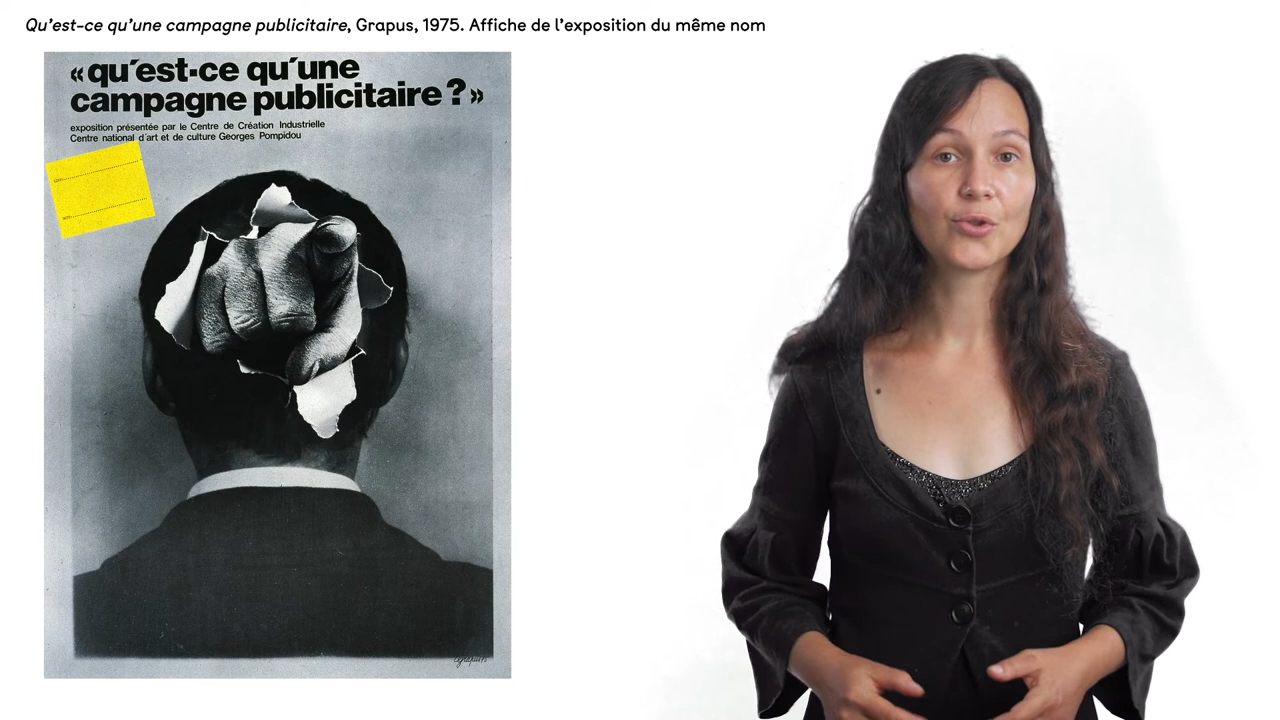 Qu’est-ce qu’une campagne publicitaire, Grapus, 1975. Affiche de l’exposition du même nom
« qu´est-ce qu´une
campagne publicitaire ? »
exposition présentée par le Centre de Création Industrielle
Centre national d´art et de culture Georges Pompidou